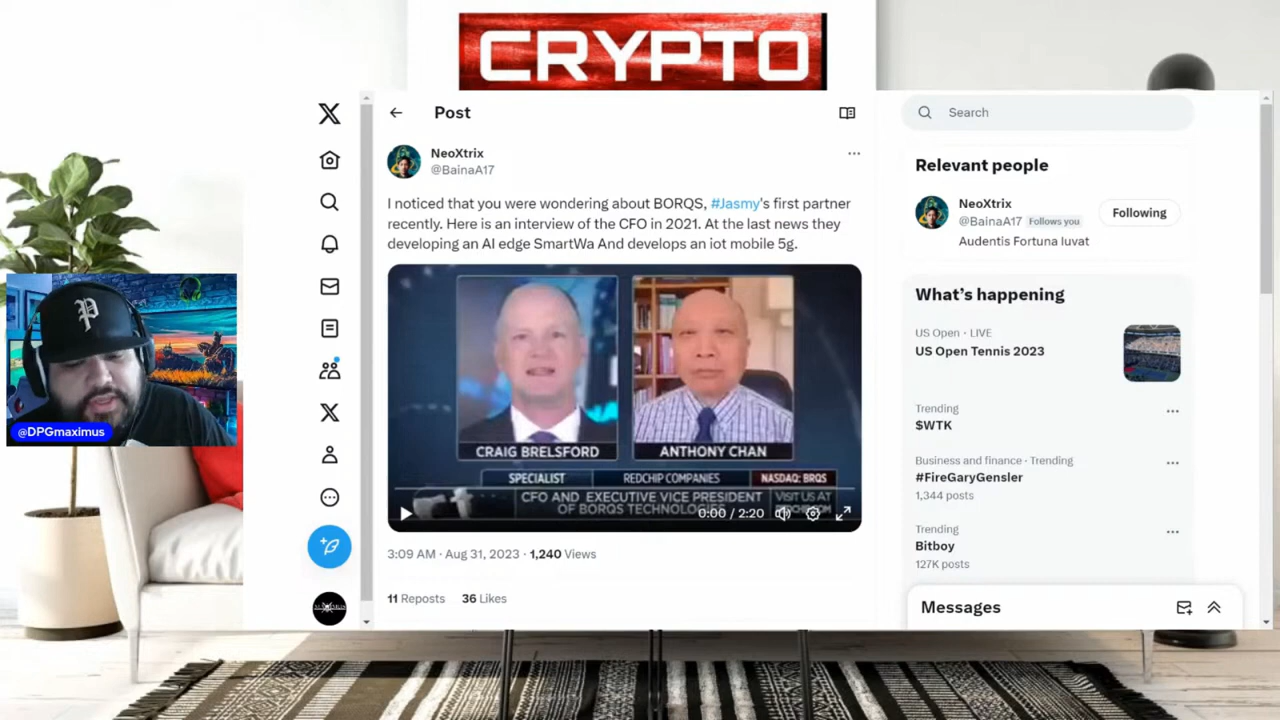 CRYPTO
Post
Search
NeoXtrix
@BainaA17
I noticed that you were wondering about BORQS, #Jasmy's first partner
recently. Here is an interview of the CFO in 2021. At the last news they
developing an AI edge SmartWa And develops an iot mobile 5g.
CRAIG BRELSFORD
ANTHONY CHAN
SPECIALIST
REDCHIP COMPANIES
NASDAQ: BRQS
CFO AND EXECUTIVE VICE PRESIDENT
VISIT US AT
0:00 / 2:20
3:09 AM · Aug 31, 2023 · 1,240 Views
11 Reposts 36 Likes
Relevant people
NeoXtrix
@BainaA17 Follows you
Following
Audentis Fortuna Iuvat
What's happening
US Open · LIVE
US Open Tennis 2023
Trending
$WTK
Business and finance · Trending
#FireGaryGensler
1,344 posts
Trending
Bitboy
127K posts
Messages
P
@DPGmaximus